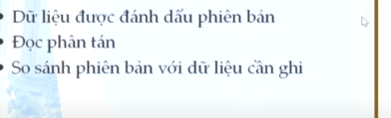 • Dữ liệu được đánh dấu phiên bản
• Đọc phân tán
• So sánh phiên bản với dữ liệu cần ghi